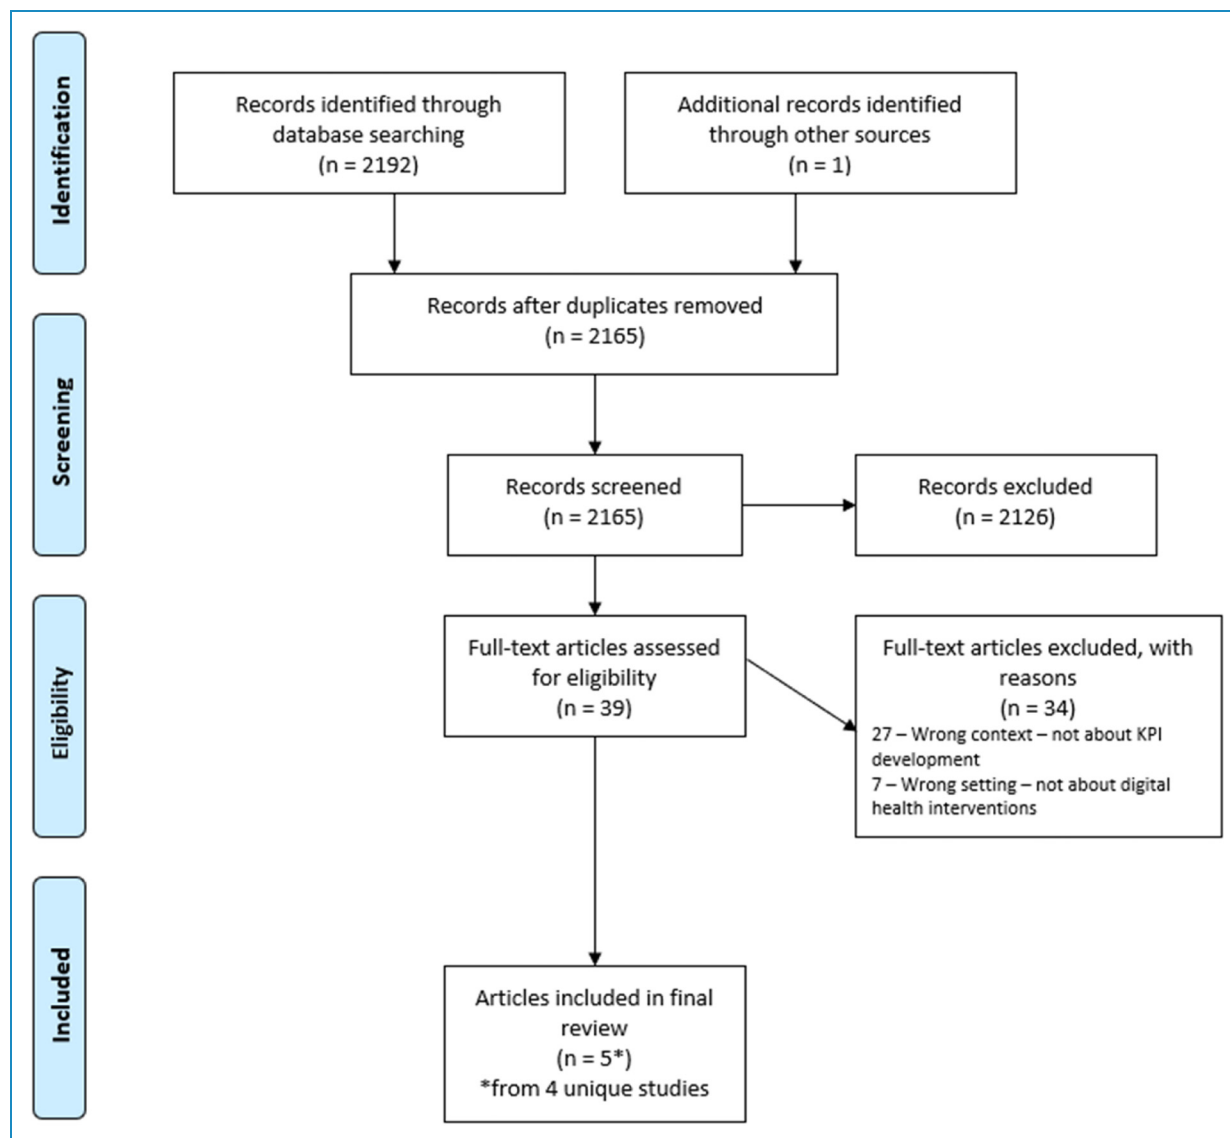 Identification
Records identified through
database searching
(n = 2192)
Additional records identified
through other sources
(n = 1)
Records after duplicates removed
(n = 2165)
Screening
Records screened
(n = 2165)
Records excluded
(n = 2126)
Eligibility
Full-text articles assessed
for eligibility
(n = 39)
Full-text articles excluded, with
reasons
(n = 34)
27 – Wrong context – not about KPI
development
7 – Wrong setting – not about digital
health interventions
Included
Articles included in final
review
(n = 5*)
*from 4 unique studies